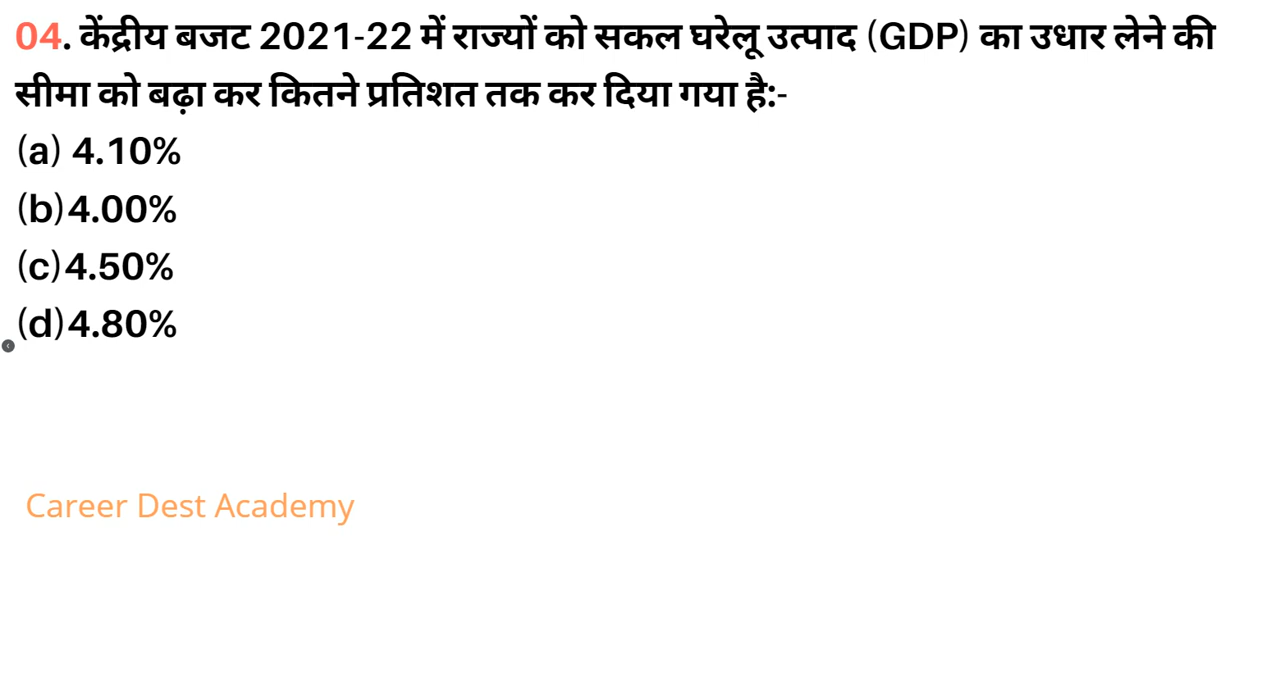 04. केंद्रीय बजट 2021-22 में राज्यों को सकल घरेलू उत्पाद (GDP) का उधार लेने की
सीमा को बढ़ा कर कितने प्रतिशत तक कर दिया गया है:-
(a) 4.10%
(b)4.00%
(c)4.50%
(d)4.80%
Career Dest Academy